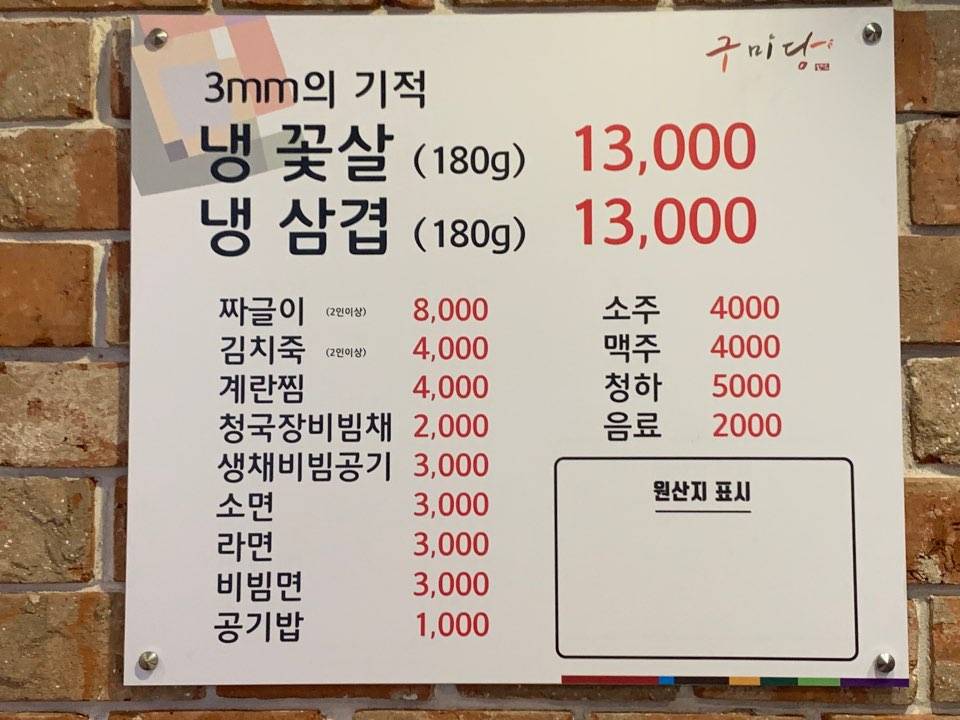 구미당
3mm의 기적
냉 꽃살 (180g) 13,000
냉 삼겹 (180g) 13,000
짜글이 (2인이상) 8,000
김치죽 (2인이상) 4,000
계란찜 4,000
청국장비빔채 2,000
생채비빔공기 3,000
소면 3,000
라면 3,000
비빔면 3,000
공기밥 1,000
소주 4000
맥주 4000
청하 5000
음료 2000
원산지 표시